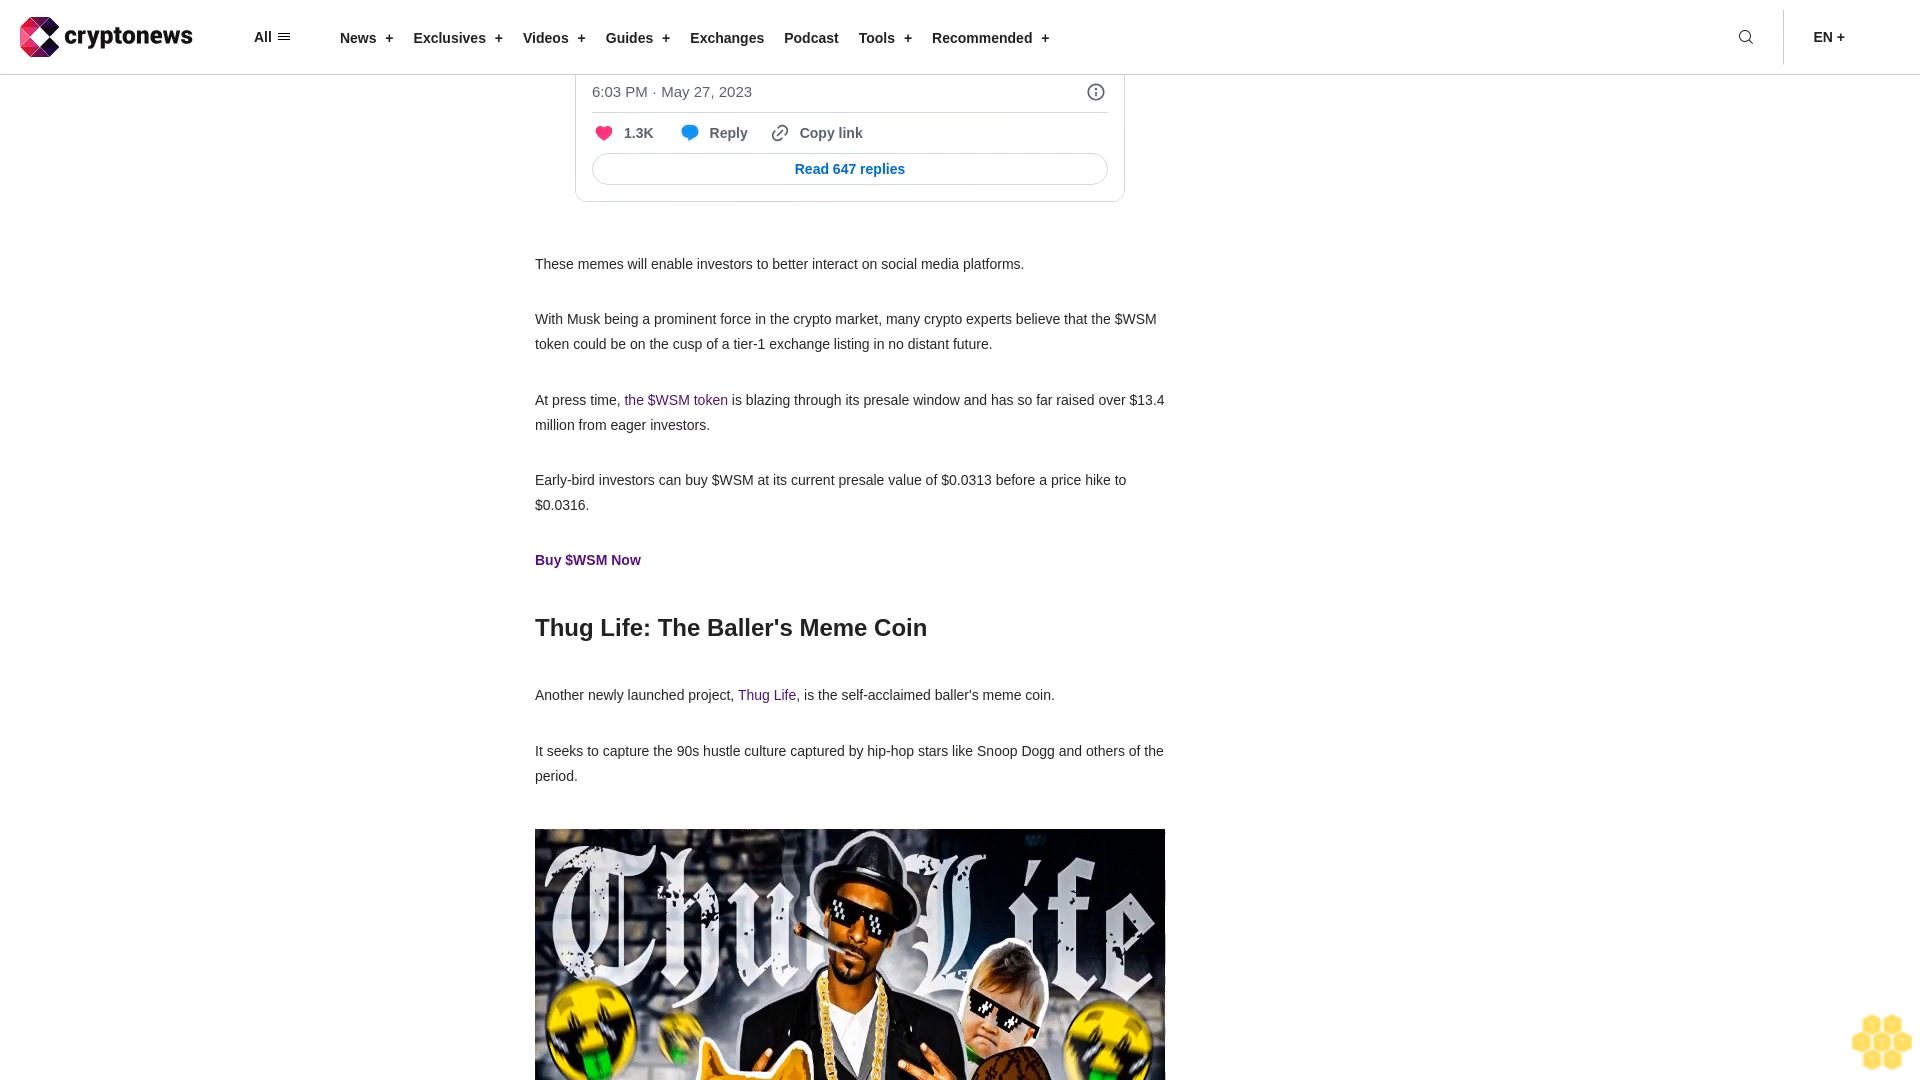 cryptonews
All
News +
Exclusives +
Videos +
Guides +
Exchanges
Podcast
Tools +
Recommended +
EN +
6:03 PM · May 27, 2023
1.3K
Reply
Copy link
Read 647 replies
These memes will enable investors to better interact on social media platforms.
With Musk being a prominent force in the crypto market, many crypto experts believe that the $WSM
token could be on the cusp of a tier-1 exchange listing in no distant future.
At press time, the $WSM token is blazing through its presale window and has so far raised over $13.4
million from eager investors.
Early-bird investors can buy $WSM at its current presale value of $0.0313 before a price hike to
$0.0316.
Buy $WSM Now
Thug Life: The Baller's Meme Coin
Another newly launched project, Thug Life, is the self-acclaimed baller's meme coin.
It seeks to capture the 90s hustle culture captured by hip-hop stars like Snoop Dogg and others of the
period.
Thug Life